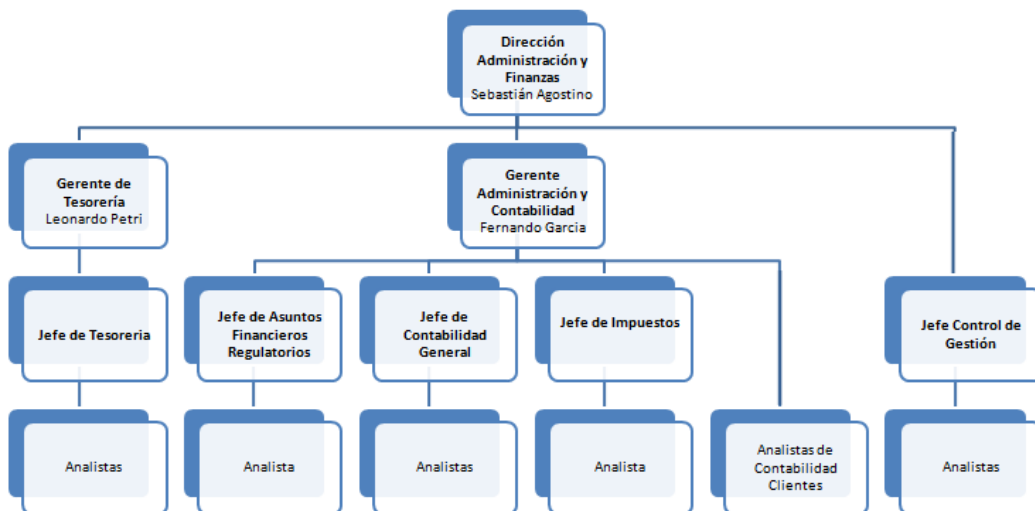 Dirección
Administración y
Finanzas
Sebastián Agostino
Gerente de
Tesorería
Leonardo Petri
Gerente
Administración y
Contabilidad
Fernando Garcia
Jefe de Tesoreria
Jefe de Asuntos
Financieros
Regulatorios
Jefe de
Contabilidad
General
Jefe de Impuestos
Jefe Control de
Gestión
Analistas
Analista
Analistas
Analista
Analistas de
Contabilidad
Clientes
Analistas